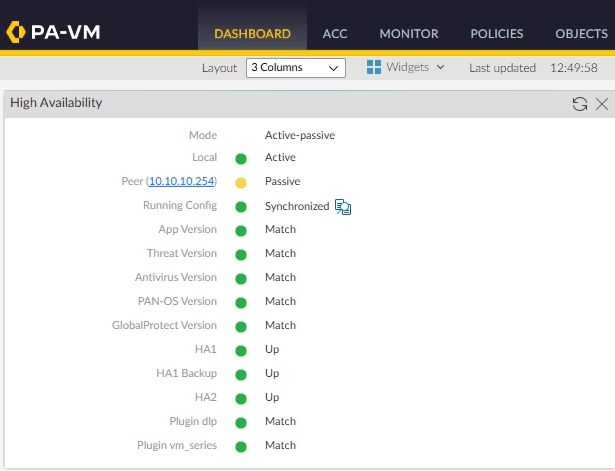 PA-VM DASHBOARD ACC MONITOR POLICIES OBJECTS
Layout 3 Columns Widgets Last updated 12:49:58
High Availability
Mode Active-passive
Local Active
Peer (10.10.10.254) Passive
Running Config Synchronized
App Version Match
Threat Version Match
Antivirus Version Match
PAN-OS Version Match
GlobalProtect Version Match
HA1 Up
HA1 Backup Up
HA2 Up
Plugin dlp Match
Plugin vm_series Match